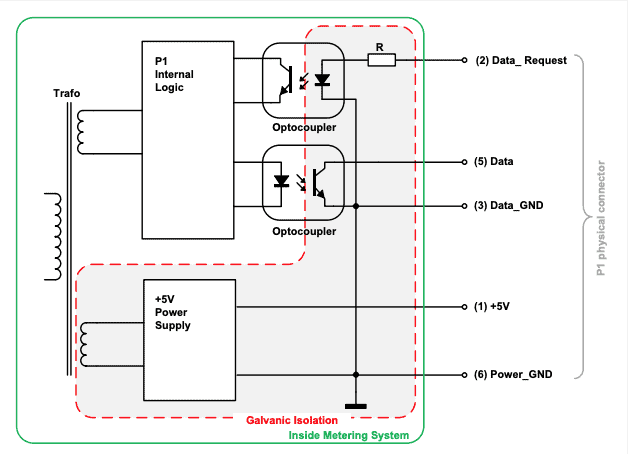 P1
Internal
Logic
R
(2) Data_ Request
Trafo
Optocoupler
(5) Data
(3) Data_GND
Optocoupler
P1 physical connector
+5V
Power
Supply
(1) +5V
(6) Power_GND
Galvanic Isolation
Inside Metering System